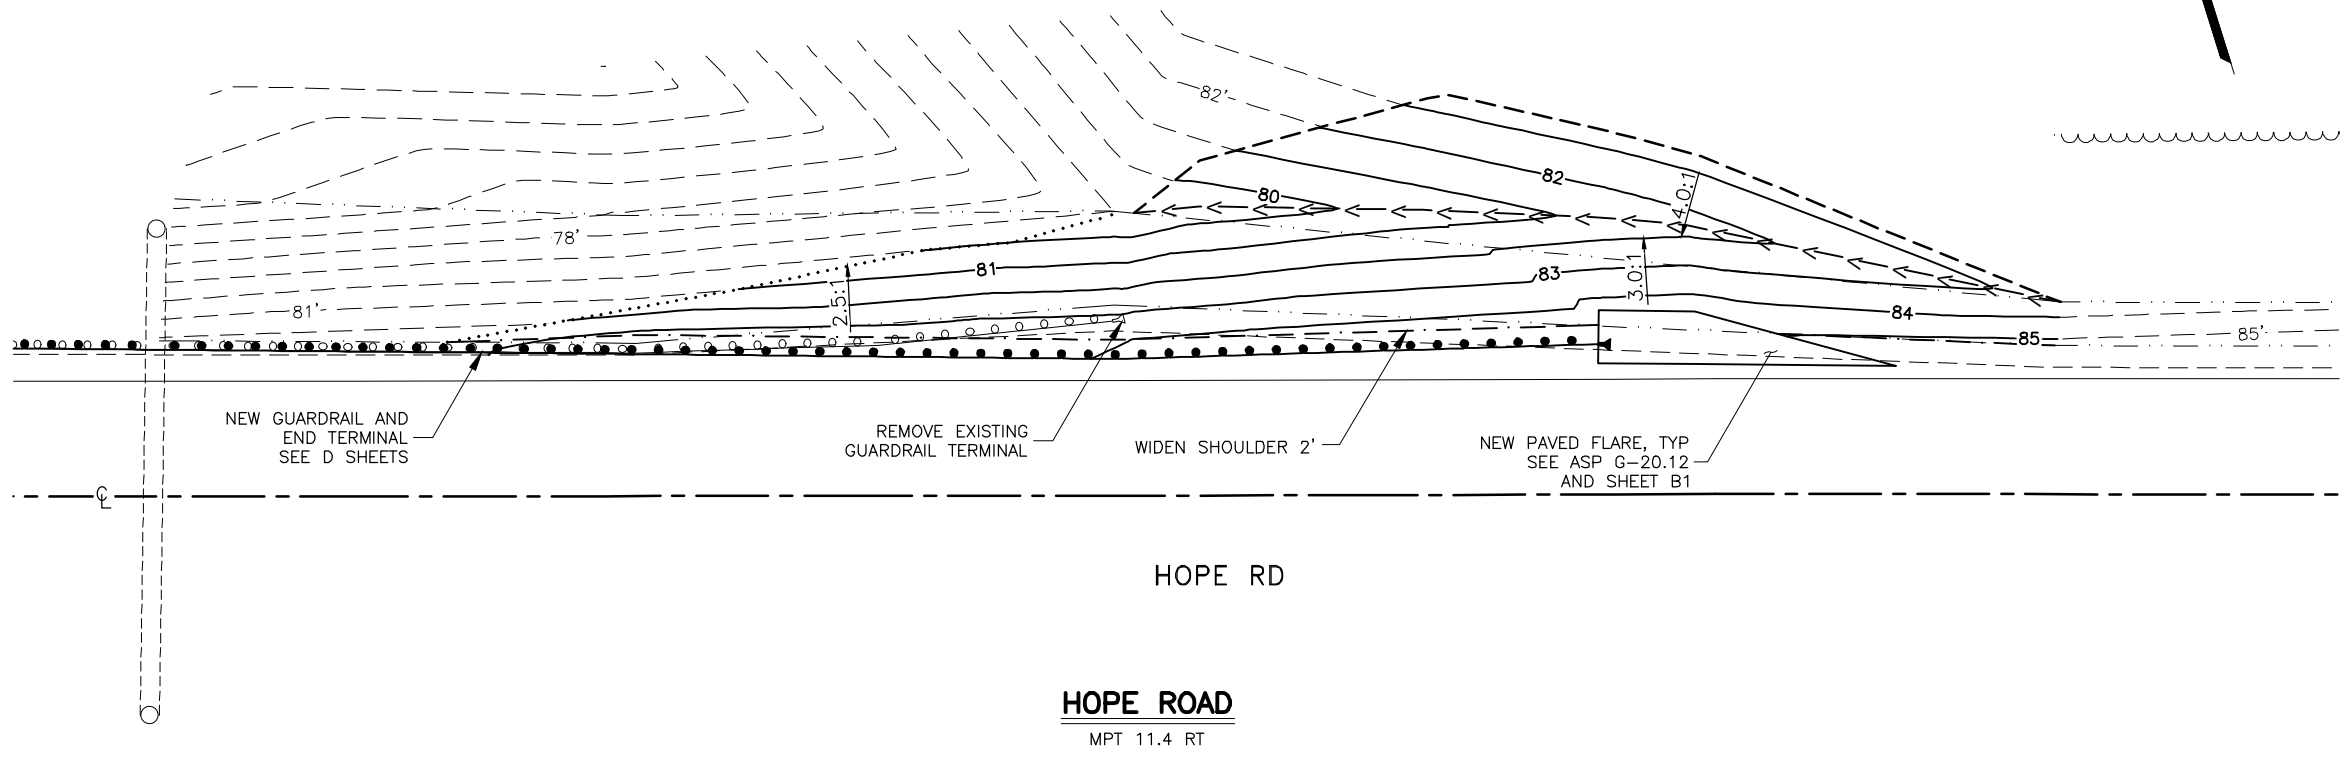 82'
80
82
4.0:1
78'
81
83
3.0:1
2.5:1
81'
84
85
85'
NEW GUARDRAIL AND
END TERMINAL
SEE D SHEETS
REMOVE EXISTING
GUARDRAIL TERMINAL
WIDEN SHOULDER 2'
NEW PAVED FLARE, TYP
SEE ASP G-20.12
AND SHEET B1
℄
HOPE RD
HOPE ROAD
MPT 11.4 RT